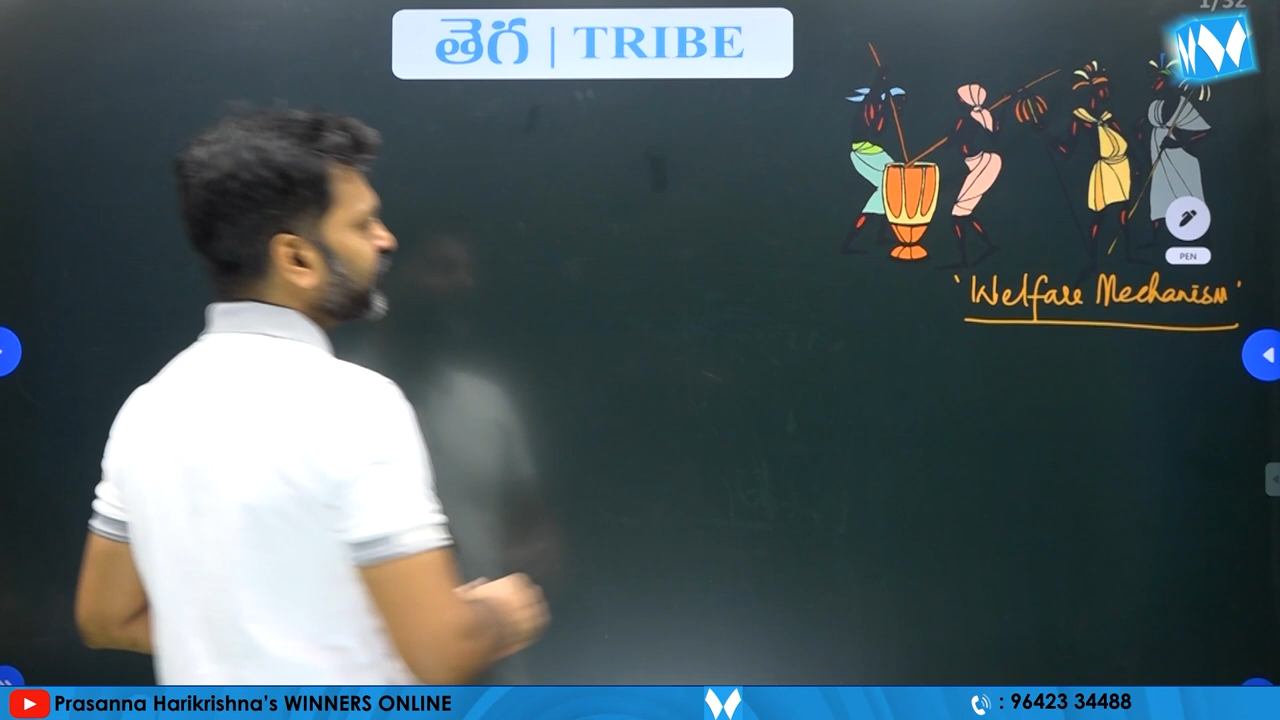 1/32
తెగ | TRIBE
PEN
'Welfare Mechanism'
Prasanna Harikrishna's WINNERS ONLINE
: 96423 34488